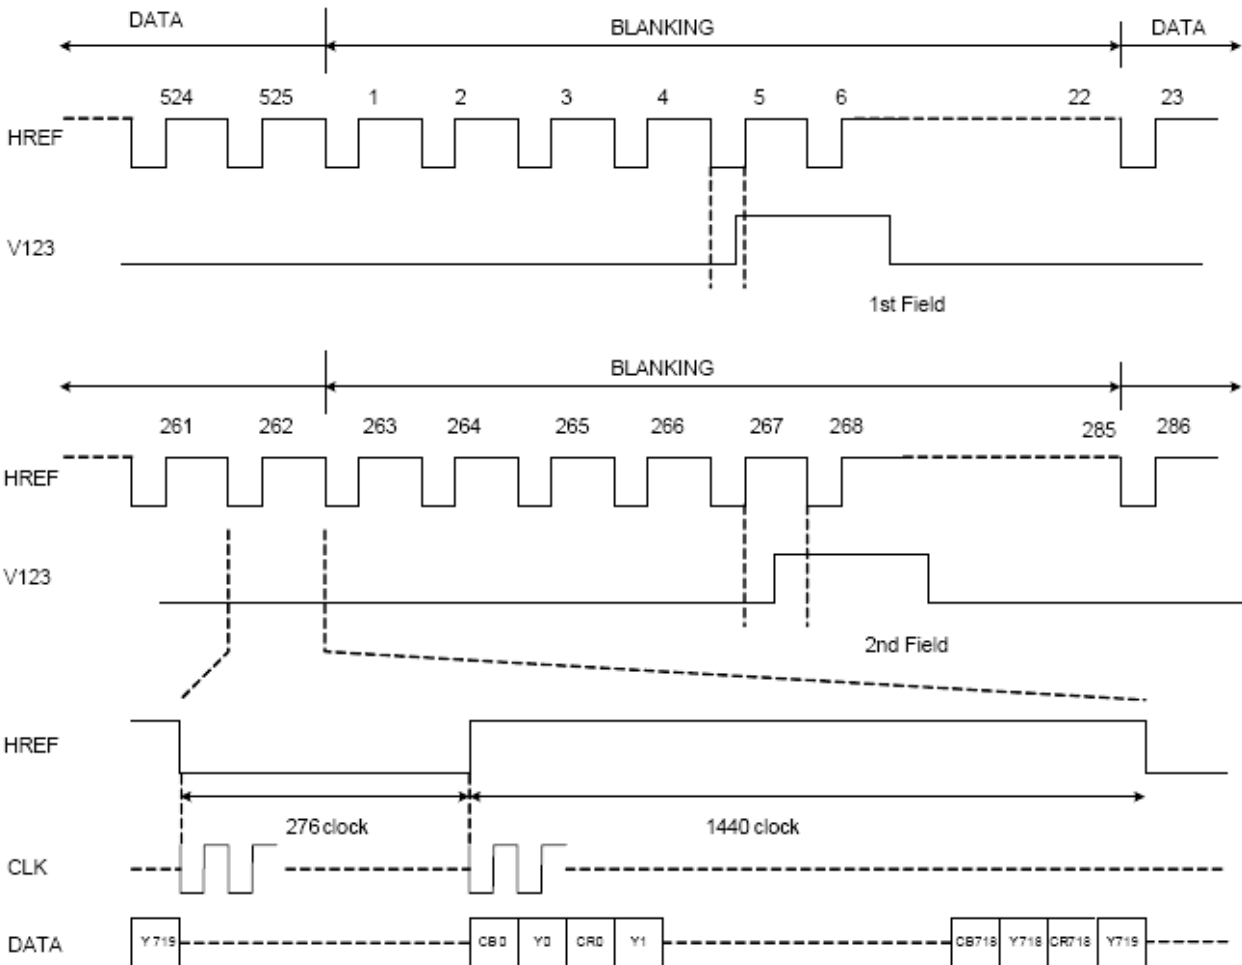 DATA BLANKING DATA
524 525 1 2 3 4 5 6 22 23
HREF
V123
1st Field
BLANKING
261 262 263 264 265 266 267 268 285 286
HREF
V123
2nd Field
HREF
276 clock 1440 clock
CLK
DATA Y719 CB0 Y0 CR0 Y1 CB718 Y718 CR718 Y719